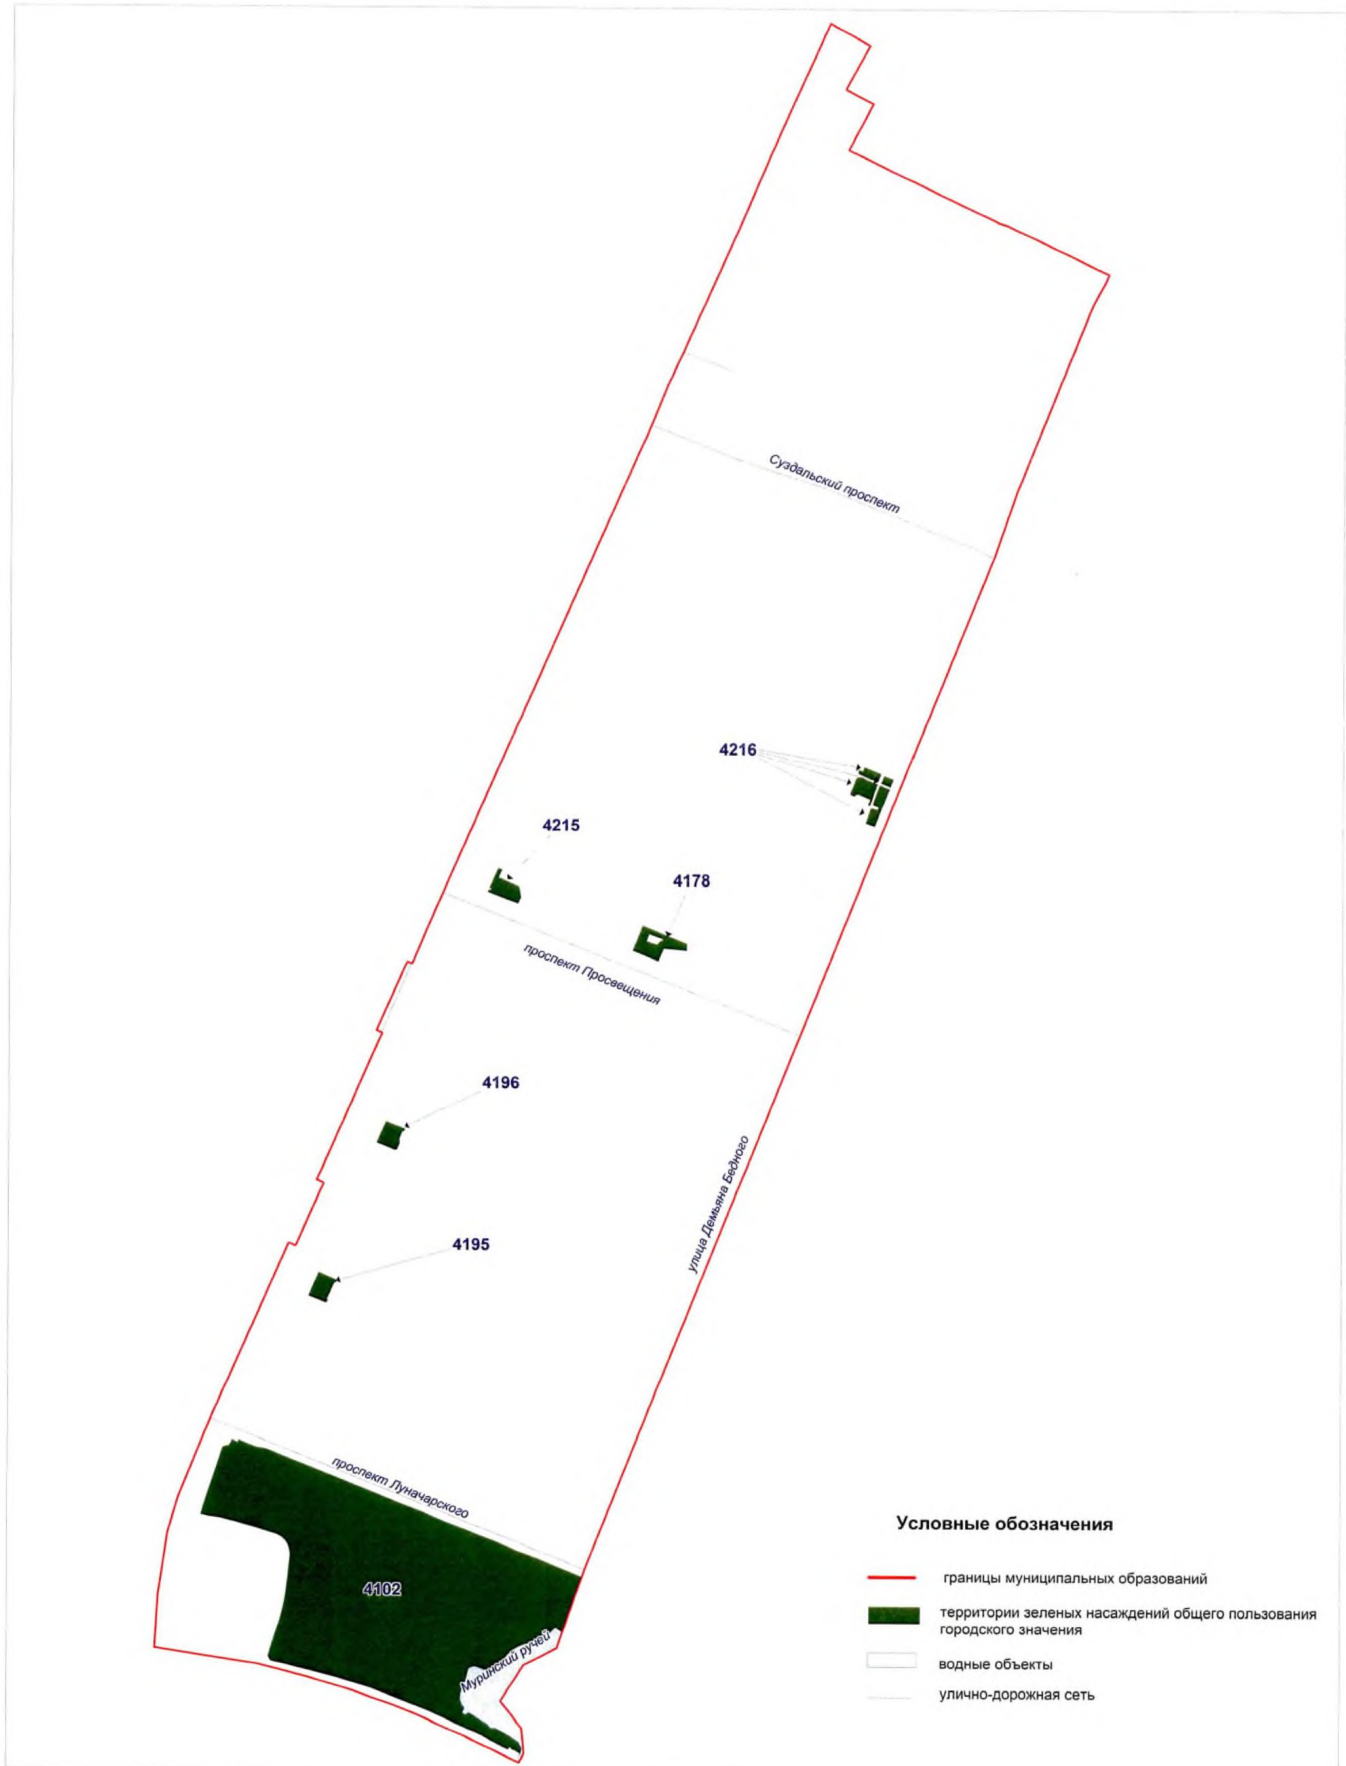 Суздальский проспект
4216
4215
4178
проспект Просвещения
4196
улица Демьяна Бедного
4195
проспект Луначарского
4102
Муринский ручей
Условные обозначения
границы муниципальных образований
территории зеленых насаждений общего пользования
городского значения
водные объекты
улично-дорожная сеть